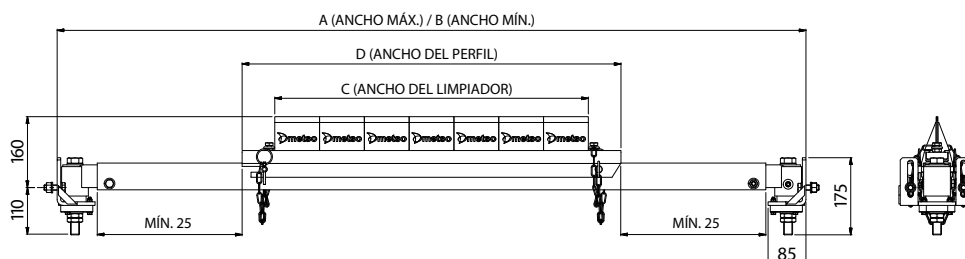 A (ANCHO MÁX.) / B (ANCHO MÍN.)
D (ANCHO DEL PERFIL)
C (ANCHO DEL LIMPIADOR)
metso metso metso metso metso metso metso
160
110
MÍN. 25
MÍN. 25
175
85